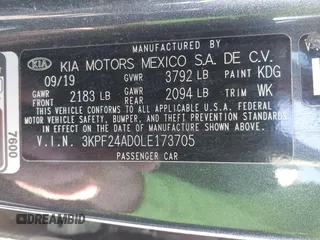 KIA KIA MOTORS MEXICO S.A. DE C.V.
MANUFACTURED BY
09/19 GVWR 3792 LB PAINT KDG
GAWR FRONT 2183 LB GAWR REAR 2094 LB TRIM WK
THIS VEHICLE CONFORMS TO ALL APPLICABLE U.S. FEDERAL
MOTOR VEHICLE SAFETY, BUMPER, AND THEFT PREVENTION
STANDARDS IN EFFECT ON THE DATE OF MANUFACTURE SHOWN ABOVE.
V.I.N. 3KPF24AD0LE173705
PASSENGER CAR
7600
DREAMBID